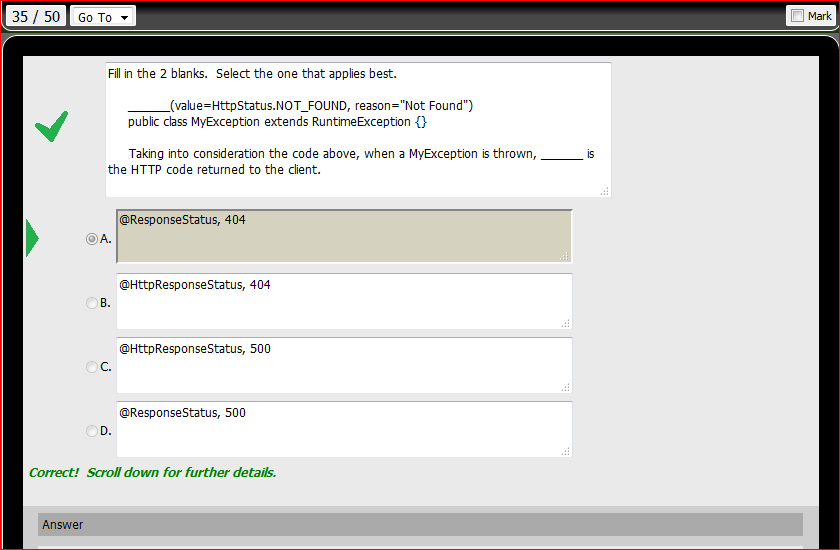 35 / 50
Go To
Mark
Fill in the 2 blanks.  Select the one that applies best.
______(value=HttpStatus.NOT_FOUND, reason="Not Found")
public class MyException extends RuntimeException {}
Taking into consideration the code above, when a MyException is thrown, ______ is
the HTTP code returned to the client.
A. @ResponseStatus, 404
B. @HttpResponseStatus, 404
C. @HttpResponseStatus, 500
D. @ResponseStatus, 500
Correct!  Scroll down for further details.
Answer